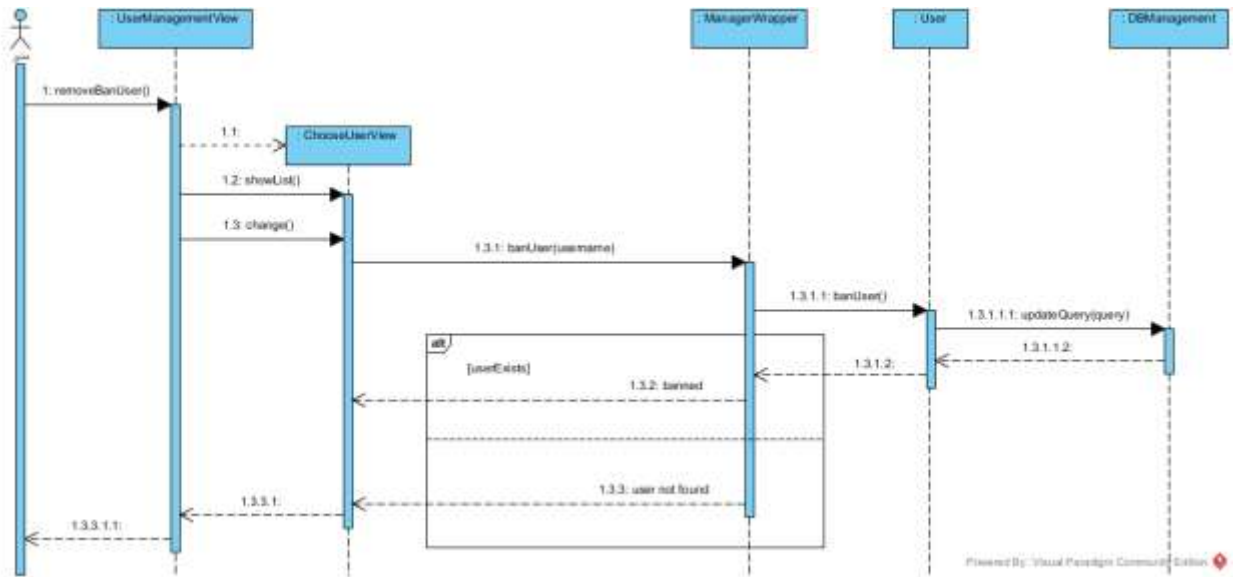 : UserManagementView
: ManagerWrapper
: User
: DBManagement
1: removeBanUser()
1.1:
: ChooseUserView
1.2: showList()
1.3: change()
1.3.1: banUser(username)
1.3.1.1: banUser()
1.3.1.1.1: updateQuery(query)
1.3.1.1.2:
alt
[userExists]
1.3.1.2:
1.3.2: banned
1.3.3: user not found
1.3.3.1:
1.3.3.1.1:
Powered By: Visual Paradigm Community Edition